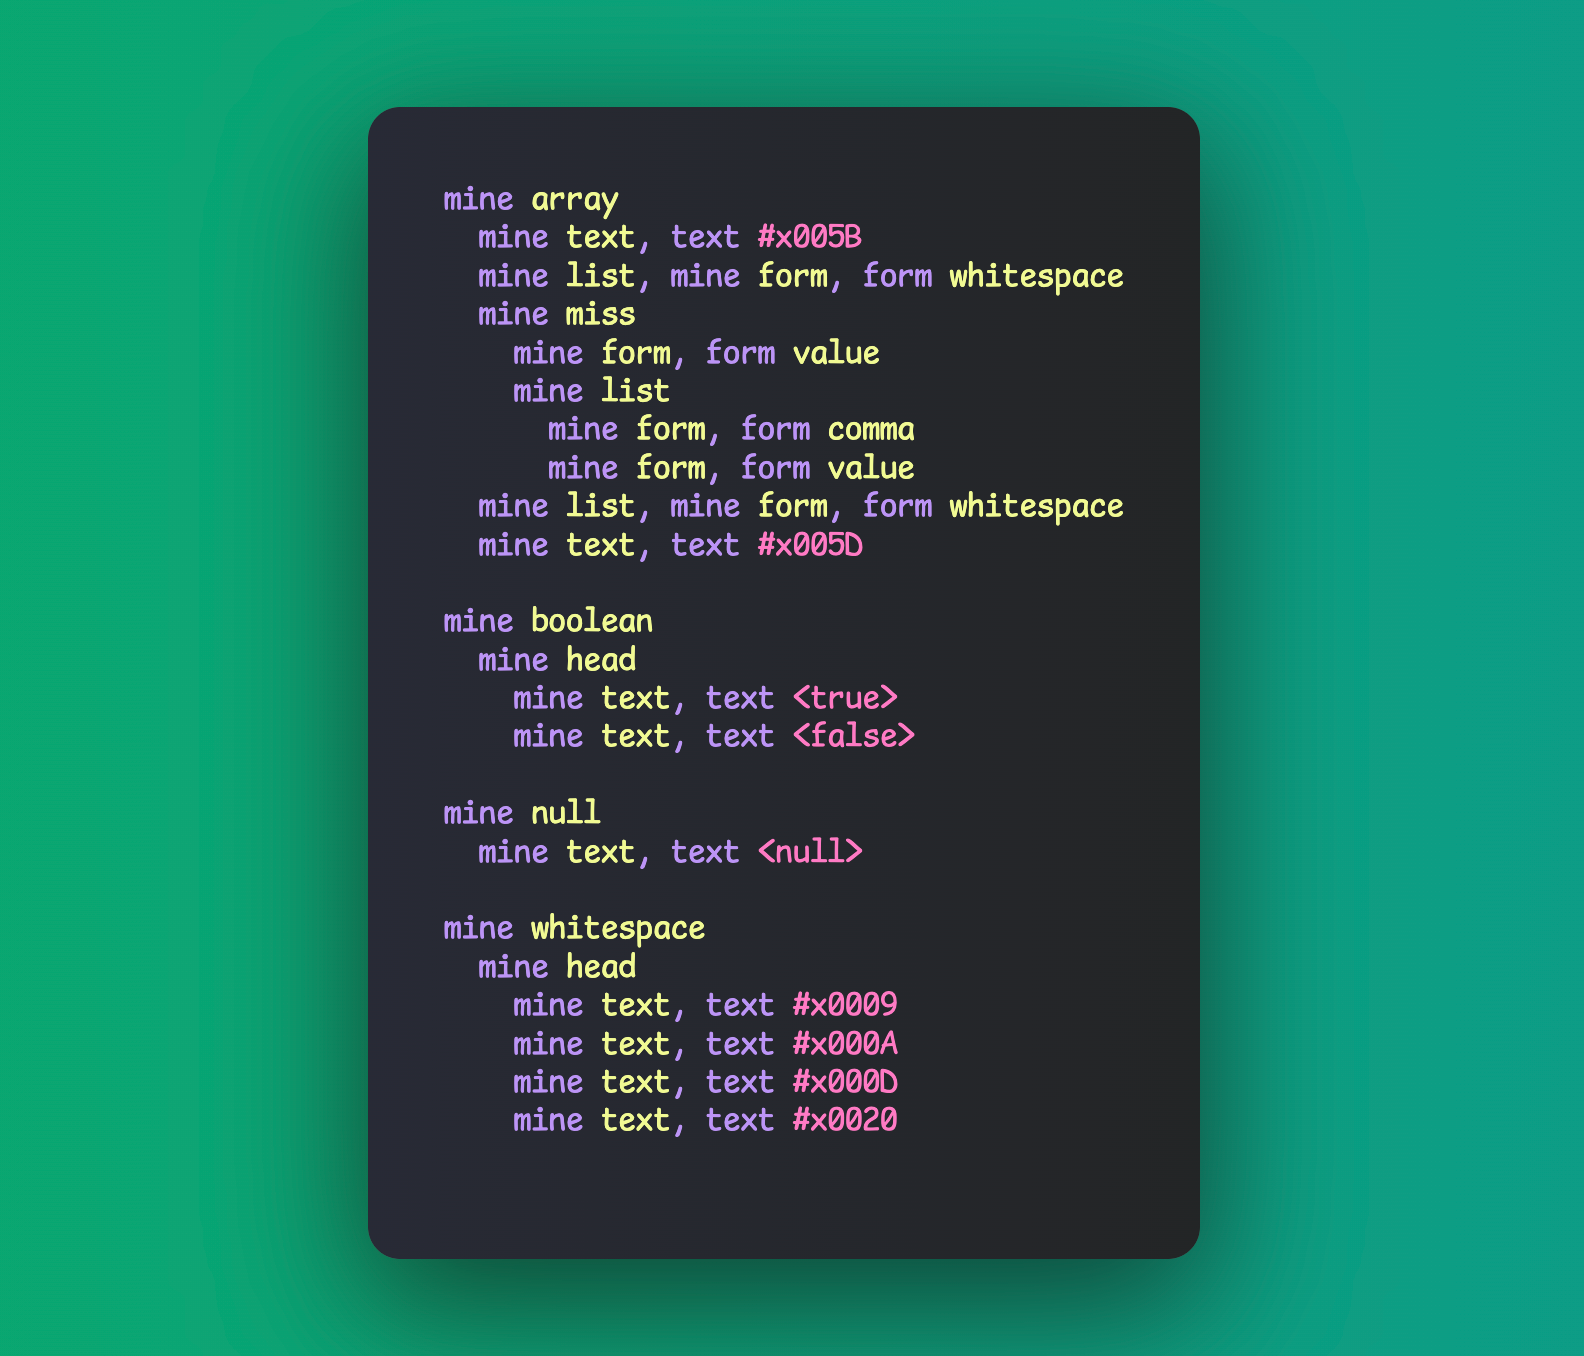 mine array
  mine text, text #x005B
  mine list, mine form, form whitespace
  mine miss
    mine form, form value
    mine list
      mine form, form comma
      mine form, form value
  mine list, mine form, form whitespace
  mine text, text #x005D

mine boolean
  mine head
    mine text, text <true>
    mine text, text <false>

mine null
  mine text, text <null>

mine whitespace
  mine head
    mine text, text #x0009
    mine text, text #x000A
    mine text, text #x000D
    mine text, text #x0020